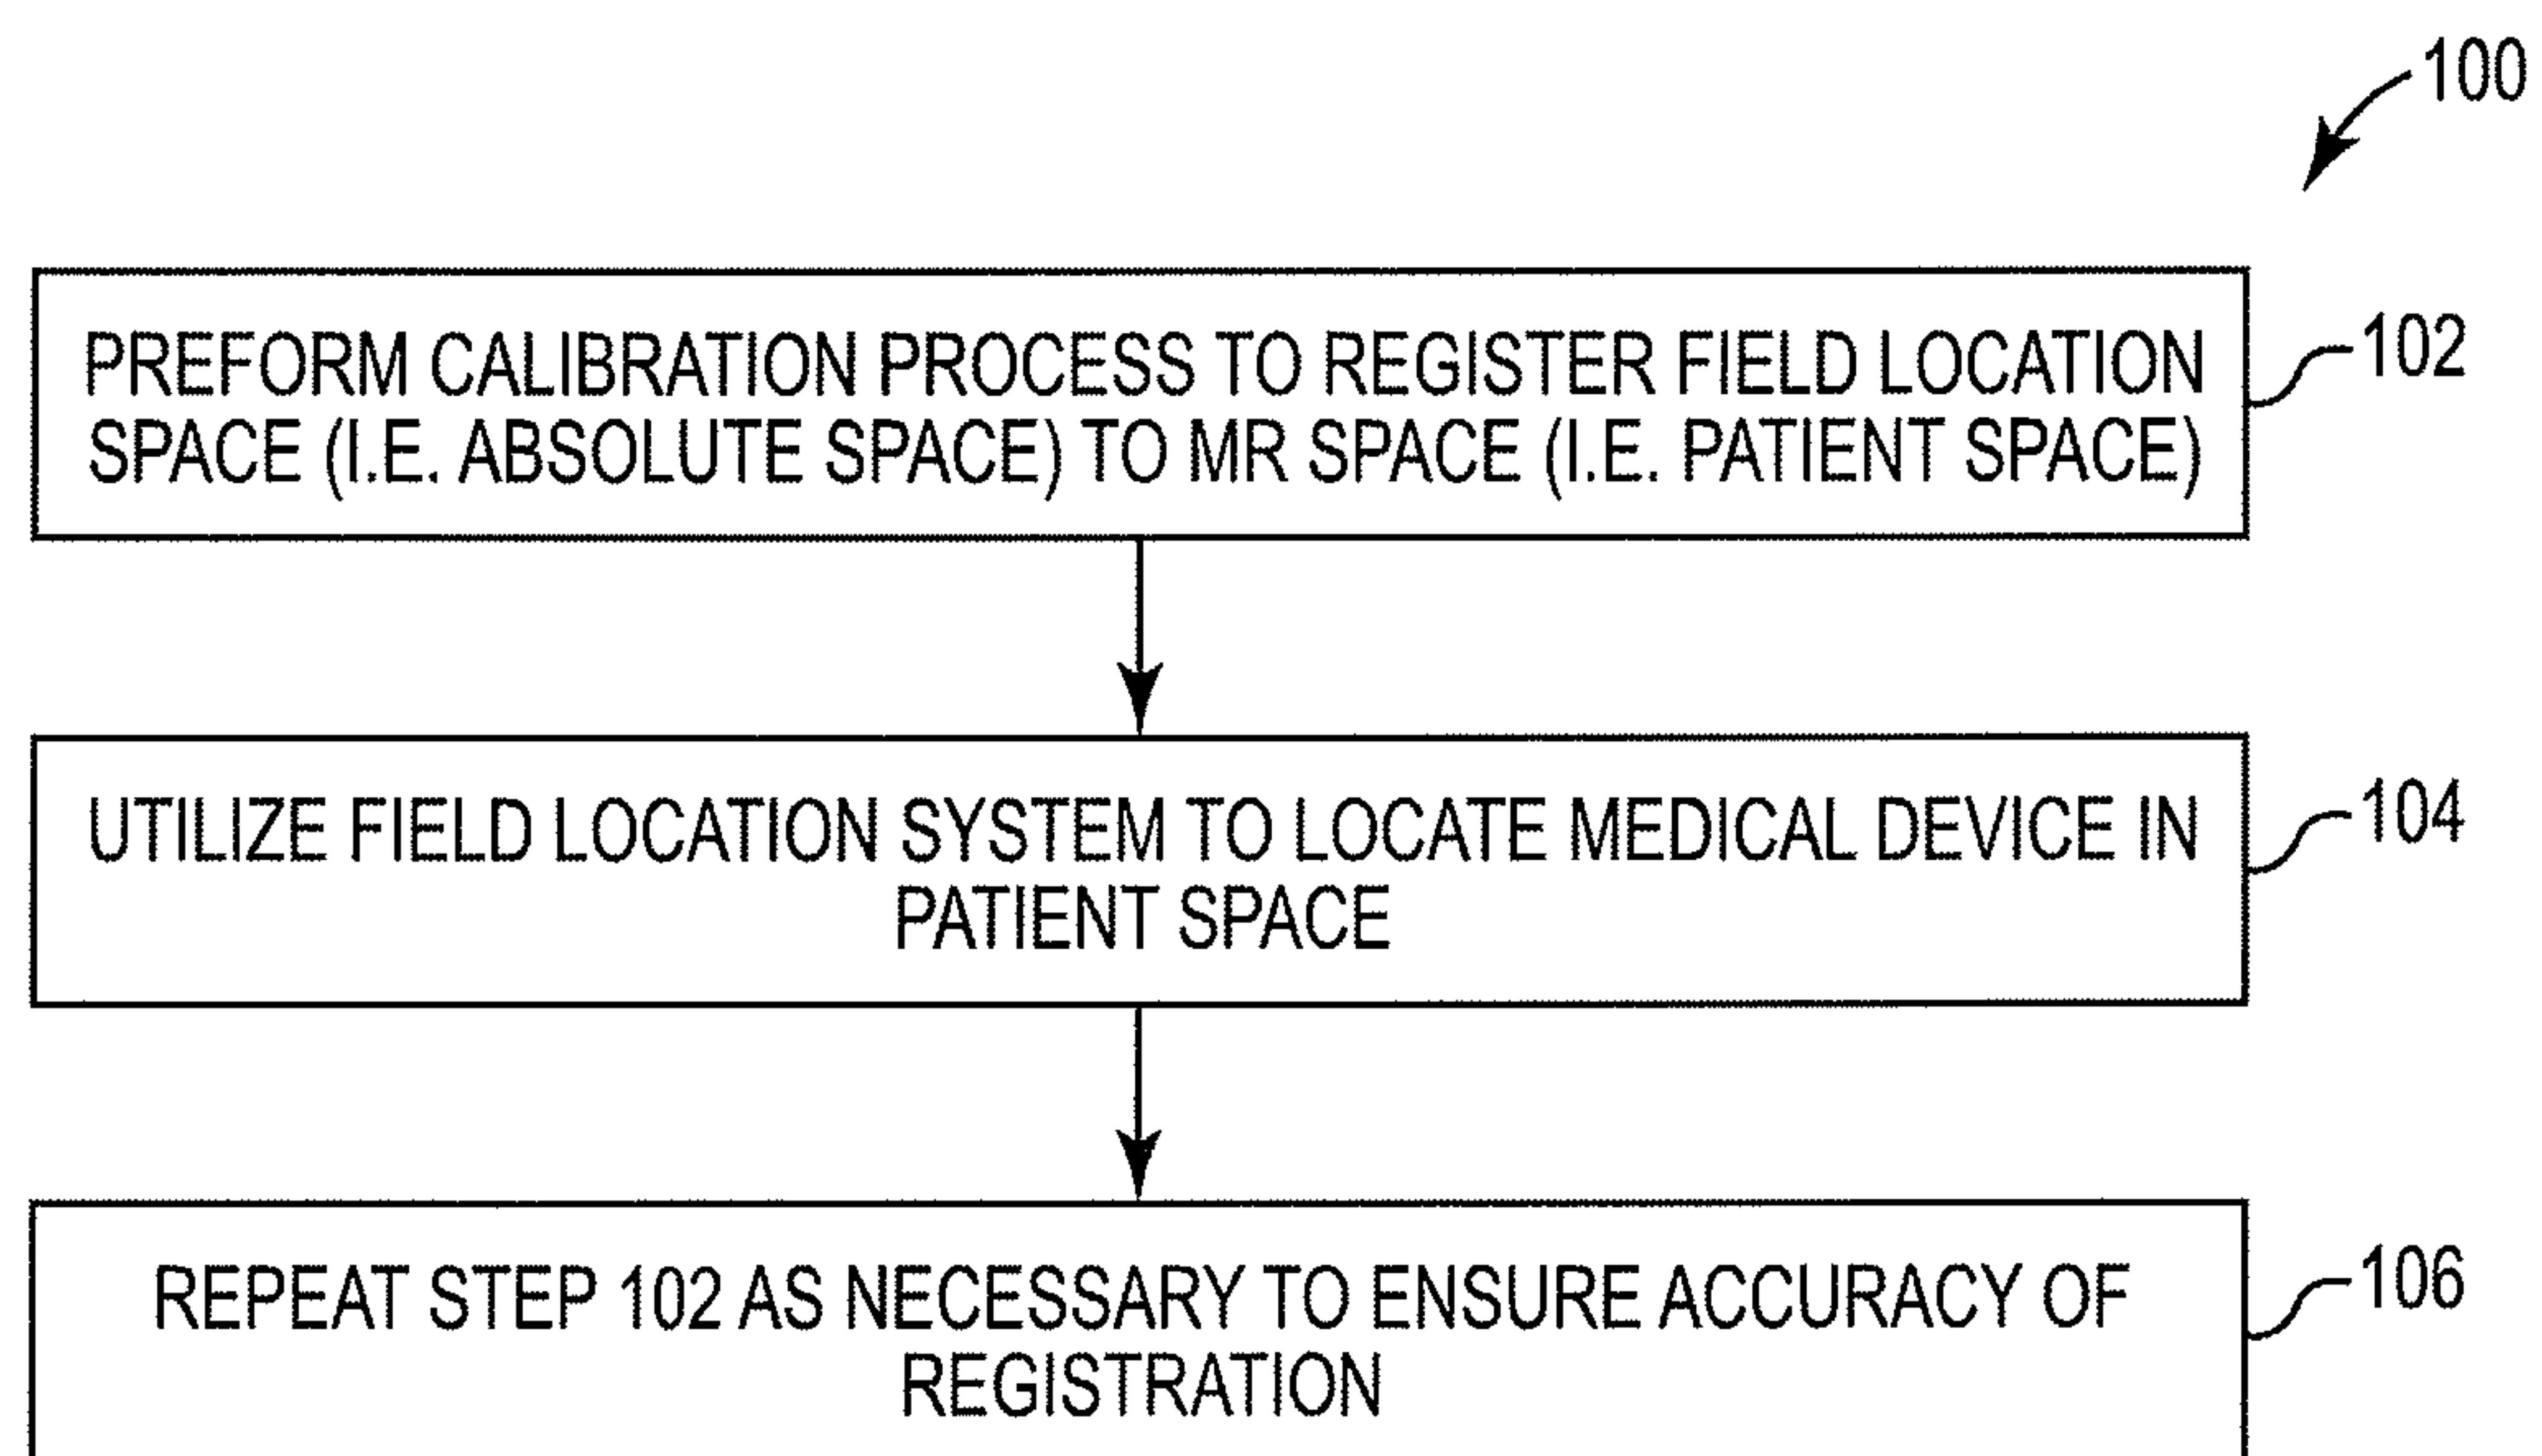 100
PREFORM CALIBRATION PROCESS TO REGISTER FIELD LOCATION
SPACE (I.E. ABSOLUTE SPACE) TO MR SPACE (I.E. PATIENT SPACE)
102
UTILIZE FIELD LOCATION SYSTEM TO LOCATE MEDICAL DEVICE IN
PATIENT SPACE
104
REPEAT STEP 102 AS NECESSARY TO ENSURE ACCURACY OF
REGISTRATION
106